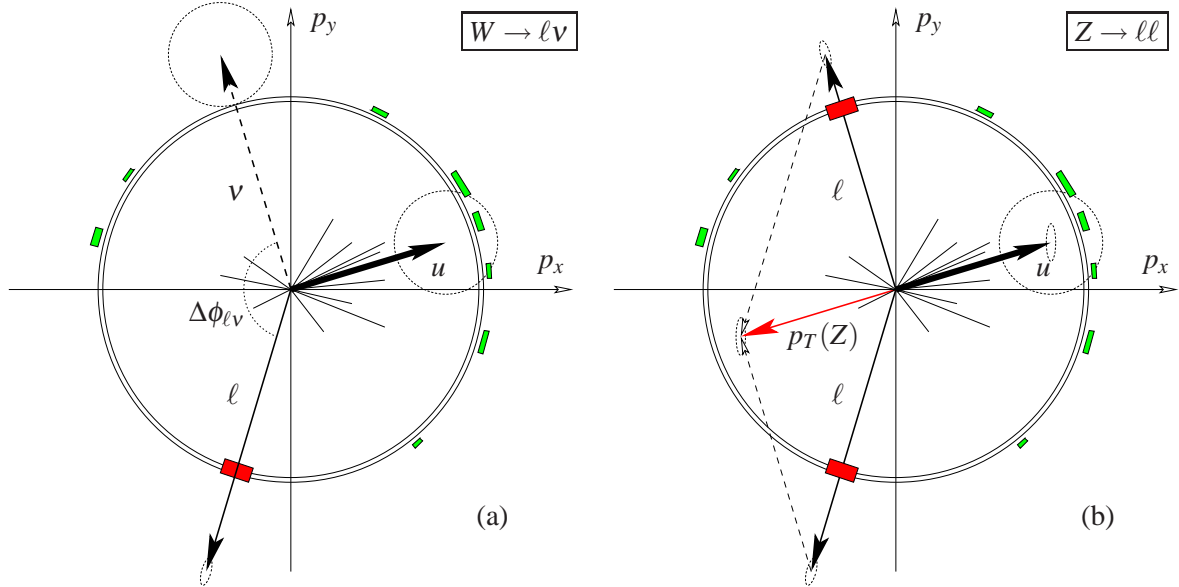 p_y
W → ℓν
ν
u
p_x
Δϕ_ℓν
ℓ
(a)
p_y
Z → ℓℓ
ℓ
u
p_x
p_T(Z)
ℓ
(b)